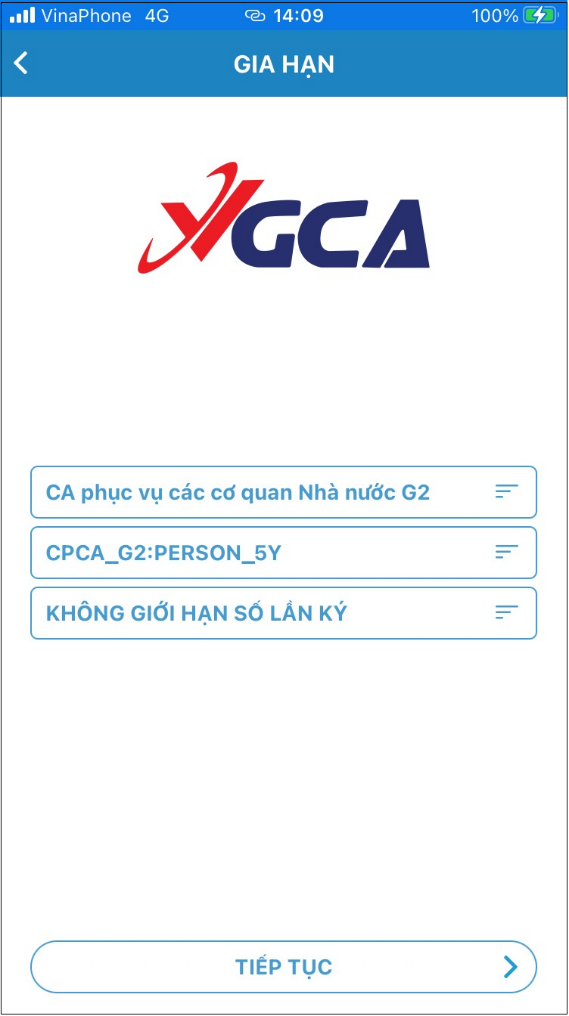 VinaPhone 4G 14:09 100%
GIA HẠN
VGCA
CA phục vụ các cơ quan Nhà nước G2
CPCA_G2:PERSON_5Y
KHÔNG GIỚI HẠN SỐ LẦN KÝ
TIẾP TỤC